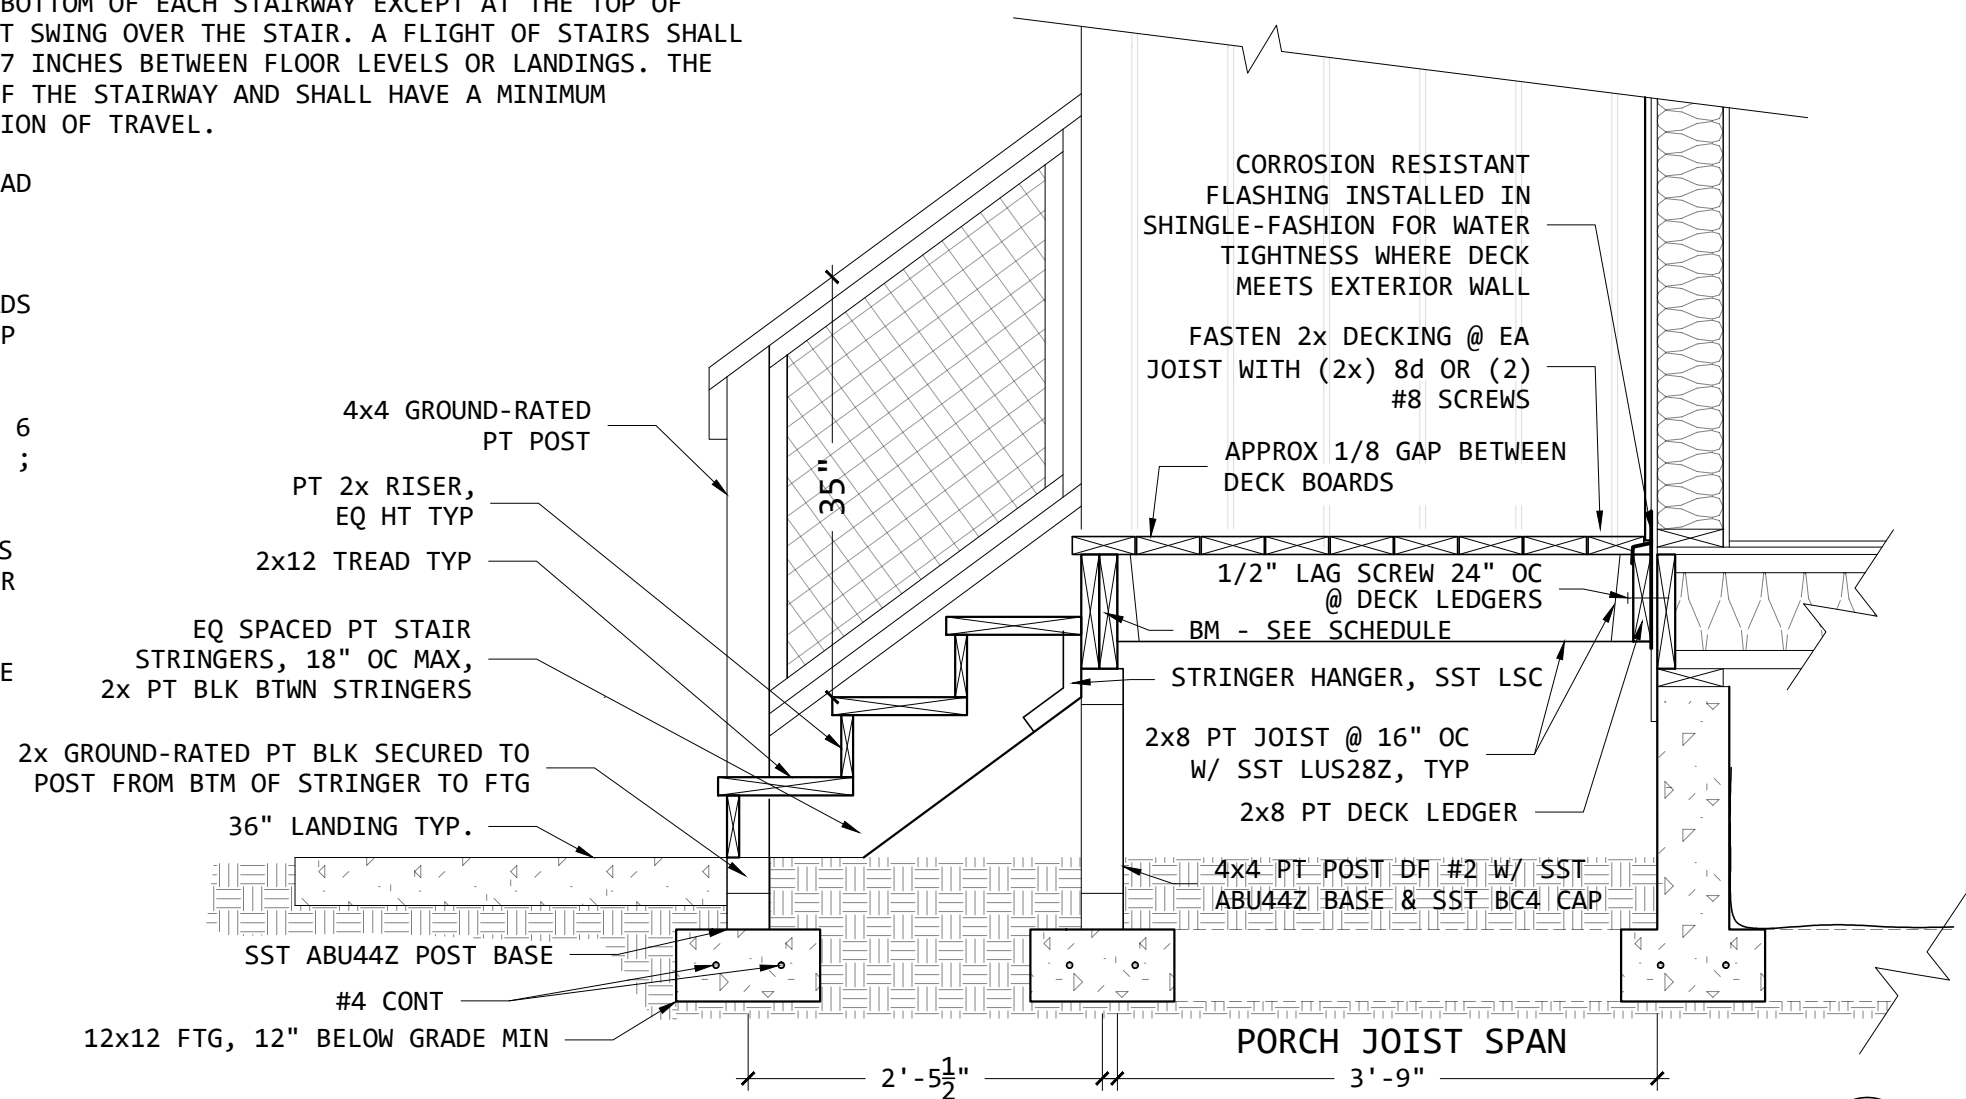 BOTTOM OF EACH STAIRWAY EXCEPT AT THE TOP OF
T SWING OVER THE STAIR. A FLIGHT OF STAIRS SHALL
7 INCHES BETWEEN FLOOR LEVELS OR LANDINGS. THE
F THE STAIRWAY AND SHALL HAVE A MINIMUM
ION OF TRAVEL.
AD
DS
P
6
;
S
R
E
4x4 GROUND-RATED
PT POST
PT 2x RISER,
EQ HT TYP
2x12 TREAD TYP
EQ SPACED PT STAIR
STRINGERS, 18" OC MAX,
2x PT BLK BTWN STRINGERS
2x GROUND-RATED PT BLK SECURED TO
POST FROM BTM OF STRINGER TO FTG
36" LANDING TYP.
SST ABU44Z POST BASE
#4 CONT
12x12 FTG, 12" BELOW GRADE MIN
35"
CORROSION RESISTANT
FLASHING INSTALLED IN
SHINGLE-FASHION FOR WATER
TIGHTNESS WHERE DECK
MEETS EXTERIOR WALL
FASTEN 2x DECKING @ EA
JOIST WITH (2x) 8d OR (2)
#8 SCREWS
APPROX 1/8 GAP BETWEEN
DECK BOARDS
1/2" LAG SCREW 24" OC
@ DECK LEDGERS
BM - SEE SCHEDULE
STRINGER HANGER, SST LSC
2x8 PT JOIST @ 16" OC
W/ SST LUS28Z, TYP
2x8 PT DECK LEDGER
4x4 PT POST DF #2 W/ SST
ABU44Z BASE & SST BC4 CAP
PORCH JOIST SPAN
2'-5½"
3'-9"